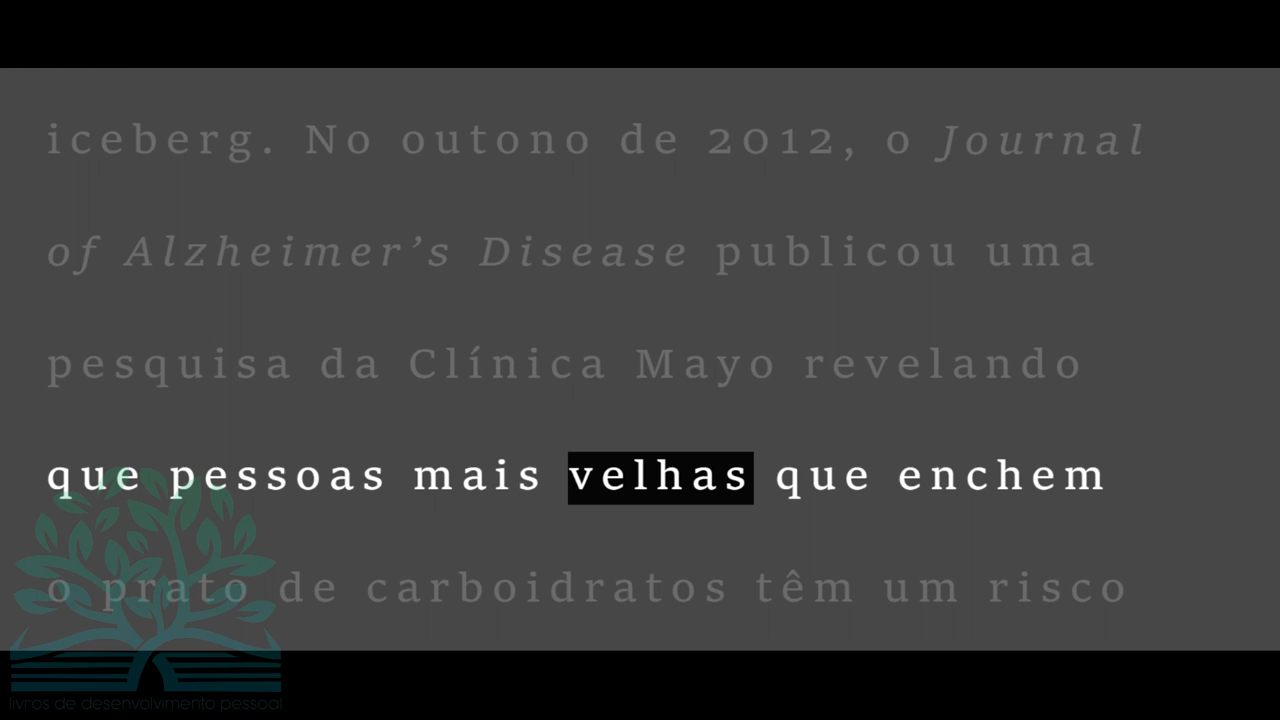 iceberg. No outono de 2012, o Journal
of Alzheimer’s Disease publicou uma
pesquisa da Clínica Mayo revelando
que pessoas mais velhas que enchem
o prato de carboidratos têm um risco
livros de desenvolvimento pessoal